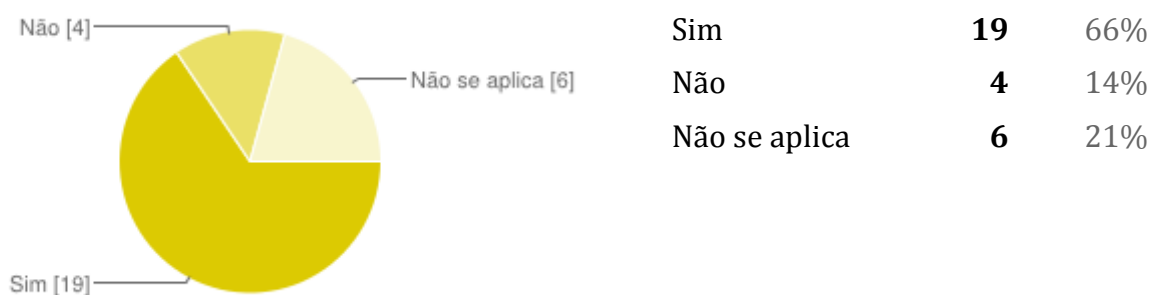 Não [4]
Não se aplica [6]
Sim [19]
Sim 19 66%
Não 4 14%
Não se aplica 6 21%